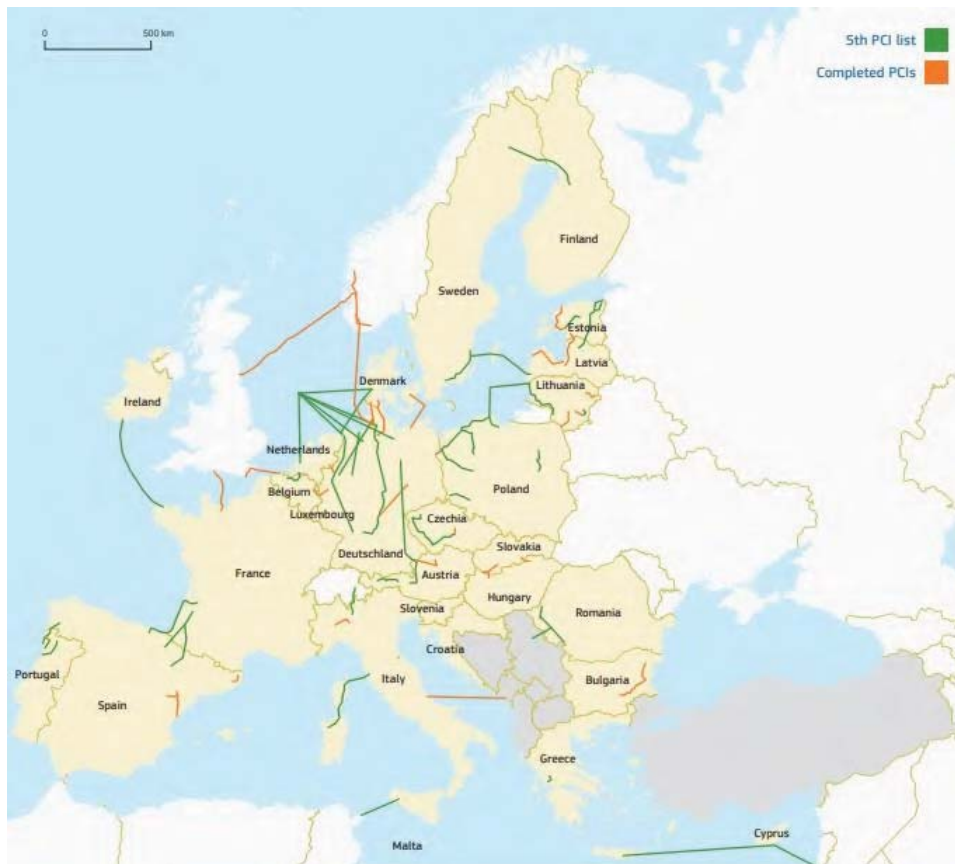 0 500 km
5th PCI list
Completed PCIs
Finland
Sweden
Estonia
Latvia
Denmark
Lithuania
Ireland
Netherlands
Belgium
Poland
Luxembourg
Czechia
Deutschland
Slovakia
France
Austria
Hungary
Slovenia
Romania
Croatia
Portugal
Italy
Bulgaria
Spain
Greece
Cyprus
Malta